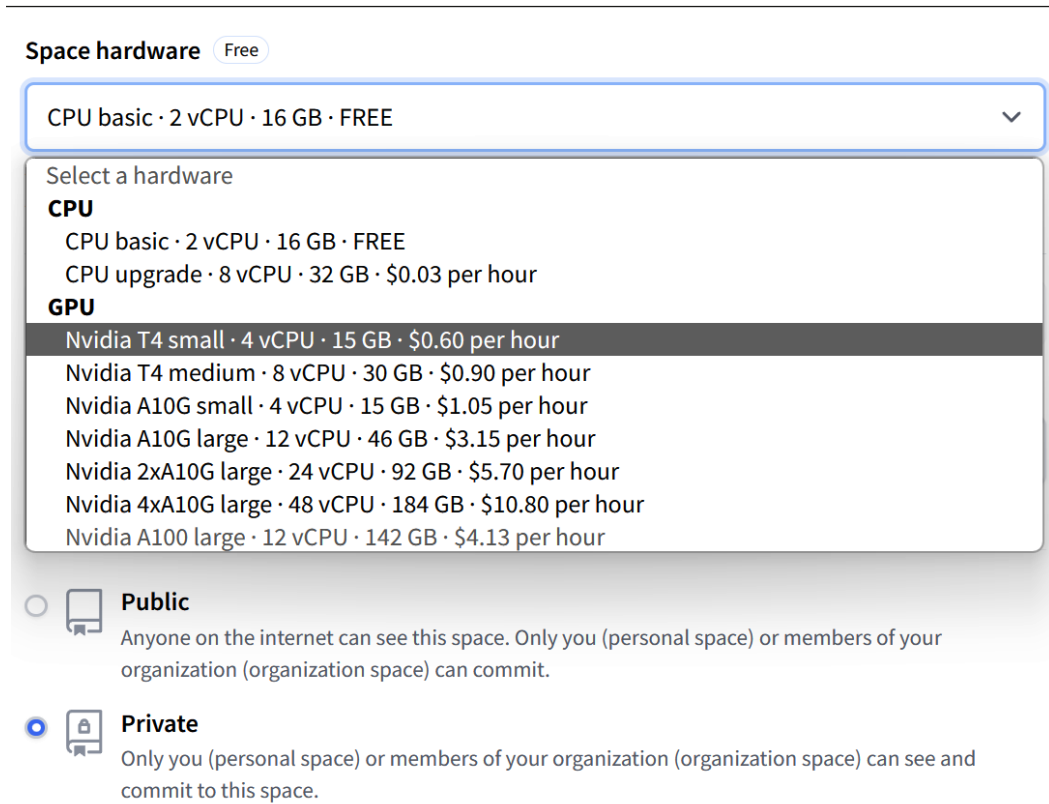 Space hardware Free
CPU basic · 2 vCPU · 16 GB · FREE
Select a hardware
CPU
CPU basic · 2 vCPU · 16 GB · FREE
CPU upgrade · 8 vCPU · 32 GB · $0.03 per hour
GPU
Nvidia T4 small · 4 vCPU · 15 GB · $0.60 per hour
Nvidia T4 medium · 8 vCPU · 30 GB · $0.90 per hour
Nvidia A10G small · 4 vCPU · 15 GB · $1.05 per hour
Nvidia A10G large · 12 vCPU · 46 GB · $3.15 per hour
Nvidia 2xA10G large · 24 vCPU · 92 GB · $5.70 per hour
Nvidia 4xA10G large · 48 vCPU · 184 GB · $10.80 per hour
Nvidia A100 large · 12 vCPU · 142 GB · $4.13 per hour
Public
Anyone on the internet can see this space. Only you (personal space) or members of your
organization (organization space) can commit.
Private
Only you (personal space) or members of your organization (organization space) can see and
commit to this space.